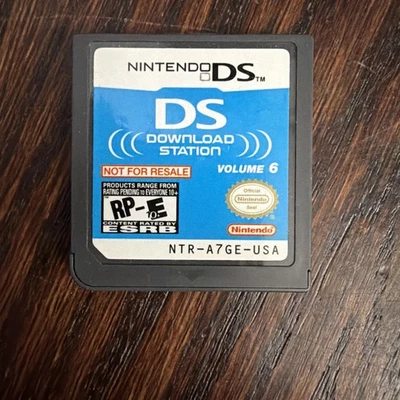 NINTENDO DS™
DS
DOWNLOAD
STATION
NOT FOR RESALE
VOLUME 6
PRODUCTS RANGE FROM
RATING PENDING TO EVERYONE 10+
RP-E
CONTENT RATED BY
ESRB
Official
Nintendo
Seal
Nintendo
NTR-A7GE-USA